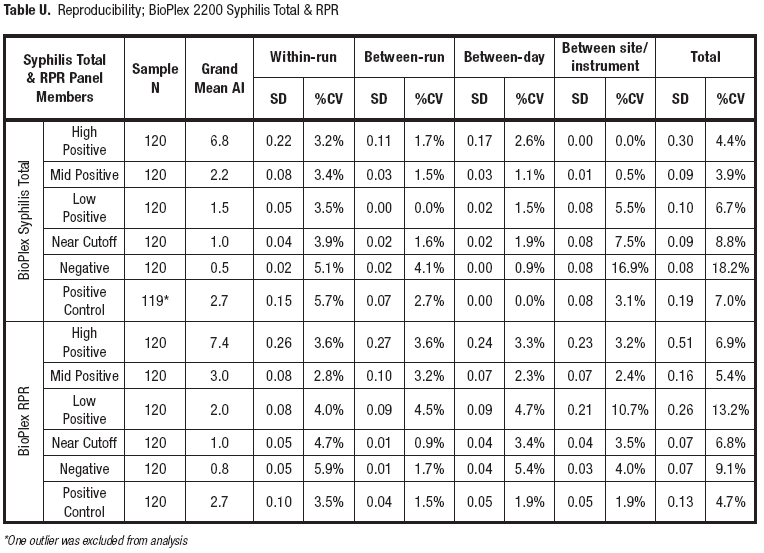 Table U. Reproducibility; BioPlex 2200 Syphilis Total & RPR
Syphilis Total & RPR Panel Members | Sample N | Grand Mean AI | Within-run | Between-run | Between-day | Between site/ instrument | Total
SD %CV SD %CV SD %CV SD %CV SD %CV
BioPlex Syphilis Total
High Positive 120 6.8 0.22 3.2% 0.11 1.7% 0.17 2.6% 0.00 0.0% 0.30 4.4%
Mid Positive 120 2.2 0.08 3.4% 0.03 1.5% 0.03 1.1% 0.01 0.5% 0.09 3.9%
Low Positive 120 1.5 0.05 3.5% 0.00 0.0% 0.02 1.5% 0.08 5.5% 0.10 6.7%
Near Cutoff 120 1.0 0.04 3.9% 0.02 1.6% 0.02 1.9% 0.08 7.5% 0.09 8.8%
Negative 120 0.5 0.02 5.1% 0.02 4.1% 0.00 0.9% 0.08 16.9% 0.08 18.2%
Positive Control 119* 2.7 0.15 5.7% 0.07 2.7% 0.00 0.0% 0.08 3.1% 0.19 7.0%
BioPlex RPR
High Positive 120 7.4 0.26 3.6% 0.27 3.6% 0.24 3.3% 0.23 3.2% 0.51 6.9%
Mid Positive 120 3.0 0.08 2.8% 0.10 3.2% 0.07 2.3% 0.07 2.4% 0.16 5.4%
Low Positive 120 2.0 0.08 4.0% 0.09 4.5% 0.09 4.7% 0.21 10.7% 0.26 13.2%
Near Cutoff 120 1.0 0.05 4.7% 0.01 0.9% 0.04 3.4% 0.04 3.5% 0.07 6.8%
Negative 120 0.8 0.05 5.9% 0.01 1.7% 0.04 5.4% 0.03 4.0% 0.07 9.1%
Positive Control 120 2.7 0.10 3.5% 0.04 1.5% 0.05 1.9% 0.05 1.9% 0.13 4.7%
*One outlier was excluded from analysis